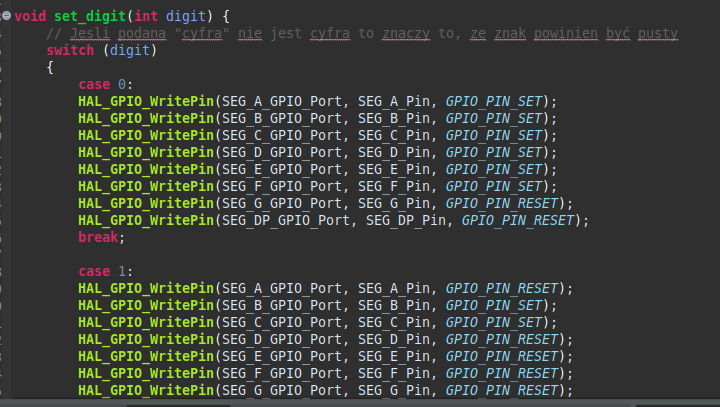 void set_digit(int digit) {
// Jesli podana "cyfra" nie jest cyfra to znaczy to, ze znak powinien być pusty
switch (digit)
{
case 0:
HAL_GPIO_WritePin(SEG_A_GPIO_Port, SEG_A_Pin, GPIO_PIN_SET);
HAL_GPIO_WritePin(SEG_B_GPIO_Port, SEG_B_Pin, GPIO_PIN_SET);
HAL_GPIO_WritePin(SEG_C_GPIO_Port, SEG_C_Pin, GPIO_PIN_SET);
HAL_GPIO_WritePin(SEG_D_GPIO_Port, SEG_D_Pin, GPIO_PIN_SET);
HAL_GPIO_WritePin(SEG_E_GPIO_Port, SEG_E_Pin, GPIO_PIN_SET);
HAL_GPIO_WritePin(SEG_F_GPIO_Port, SEG_F_Pin, GPIO_PIN_SET);
HAL_GPIO_WritePin(SEG_G_GPIO_Port, SEG_G_Pin, GPIO_PIN_RESET);
HAL_GPIO_WritePin(SEG_DP_GPIO_Port, SEG_DP_Pin, GPIO_PIN_RESET);
break;
case 1:
HAL_GPIO_WritePin(SEG_A_GPIO_Port, SEG_A_Pin, GPIO_PIN_RESET);
HAL_GPIO_WritePin(SEG_B_GPIO_Port, SEG_B_Pin, GPIO_PIN_SET);
HAL_GPIO_WritePin(SEG_C_GPIO_Port, SEG_C_Pin, GPIO_PIN_SET);
HAL_GPIO_WritePin(SEG_D_GPIO_Port, SEG_D_Pin, GPIO_PIN_RESET);
HAL_GPIO_WritePin(SEG_E_GPIO_Port, SEG_E_Pin, GPIO_PIN_RESET);
HAL_GPIO_WritePin(SEG_F_GPIO_Port, SEG_F_Pin, GPIO_PIN_RESET);
HAL_GPIO_WritePin(SEG_G_GPIO_Port, SEG_G_Pin, GPIO_PIN_RESET);